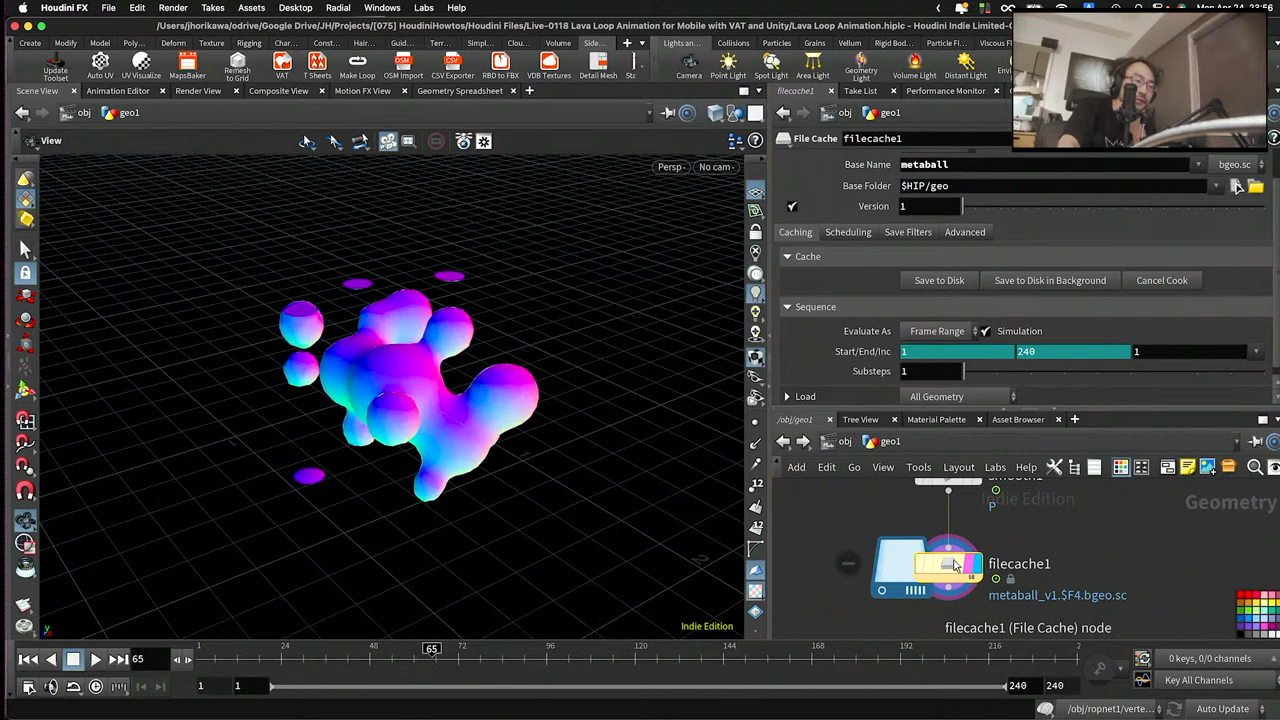 Houdini FX File Edit Render Assets Desktop Radial Windows Labs Help
/Users/jhorikawa/odrive/Google Drive/JH/Projects/[075] HoudiniHowtos/Houdini Files/Live-0118 Lava Loop Animation for Mobile with VAT and Unity/Lava Loop Animation.hiplc - Houdini Indie Limited-C
Create Modify Model Poly... Deform Texture Rigging Char... Const... Hair... Guid... Terr... Simpl... Clou... Volume Side...
Lights and ... Collisions Particles Grains Vellum Rigid Bod... Particle Fl... Viscous F
Update Toolset Auto UV UV Visualize MapsBaker Remesh to Grid VAT T Sheets Make Loop OSM Import CSV Exporter RBD to FBX VDB Textures Detail Mesh
Camera Point Light Spot Light Area Light Geometry Light Volume Light Distant Light
Scene View Animation Editor Render View Composite View Motion FX View Geometry Spreadsheet
filecache1 Take List Performance Monitor
obj geo1
obj geo1
View
File Cache filecache1
Persp No cam
Base Name metaball bgeo.sc
Base Folder $HIP/geo
Version 1
Caching Scheduling Save Filters Advanced
Cache
Save to Disk Save to Disk in Background Cancel Cook
Sequence
Evaluate As Frame Range Simulation
Start/End/Inc 1 240 1
Substeps 1
Load All Geometry
/obj/geo1 Tree View Material Palette Asset Browser
obj geo1
Add Edit Go View Tools Layout Labs Help
smooth1
Indie Edition Geometry
P
filecache1
metaball_v1.$F4.bgeo.sc
filecache1 (File Cache) node
Indie Edition
1 24 48 65 72 96 120 144 168 192 216 2
65
0 keys, 0/0 channels
1 1 240 240
Key All Channels
/obj/ropnet1/verte... Auto Update